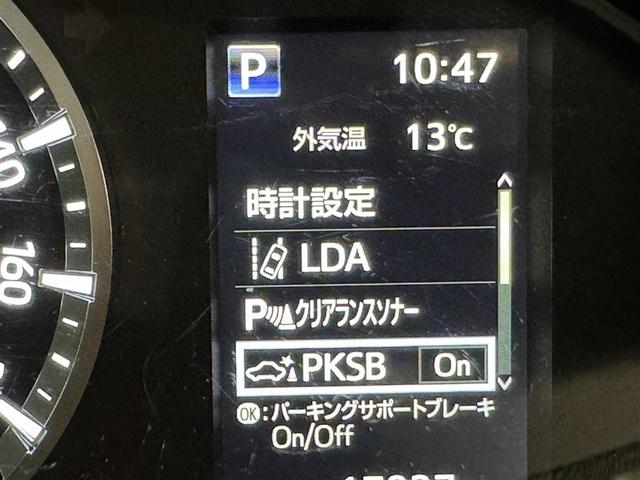 P 10:47
外気温 13℃
時計設定
LDA
Pクリアランスソナー
PKSB On
OK:パーキングサポートブレーキ
On/Off
160